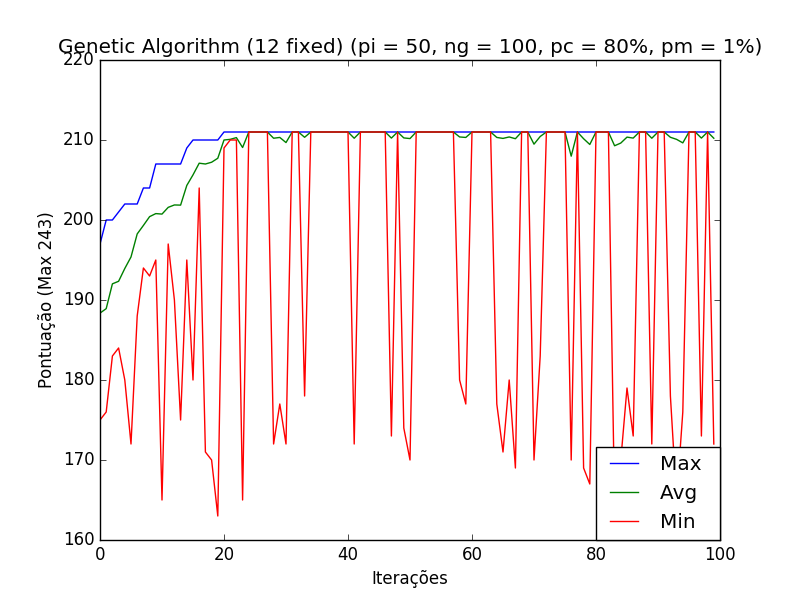 Genetic Algorithm (12 fixed) (pi = 50, ng = 100, pc = 80%, pm = 1%)
220
210
200
190
180
170
160
Pontuação (Max 243)
0 20 40 60 80 100
Iterações
Max
Avg
Min